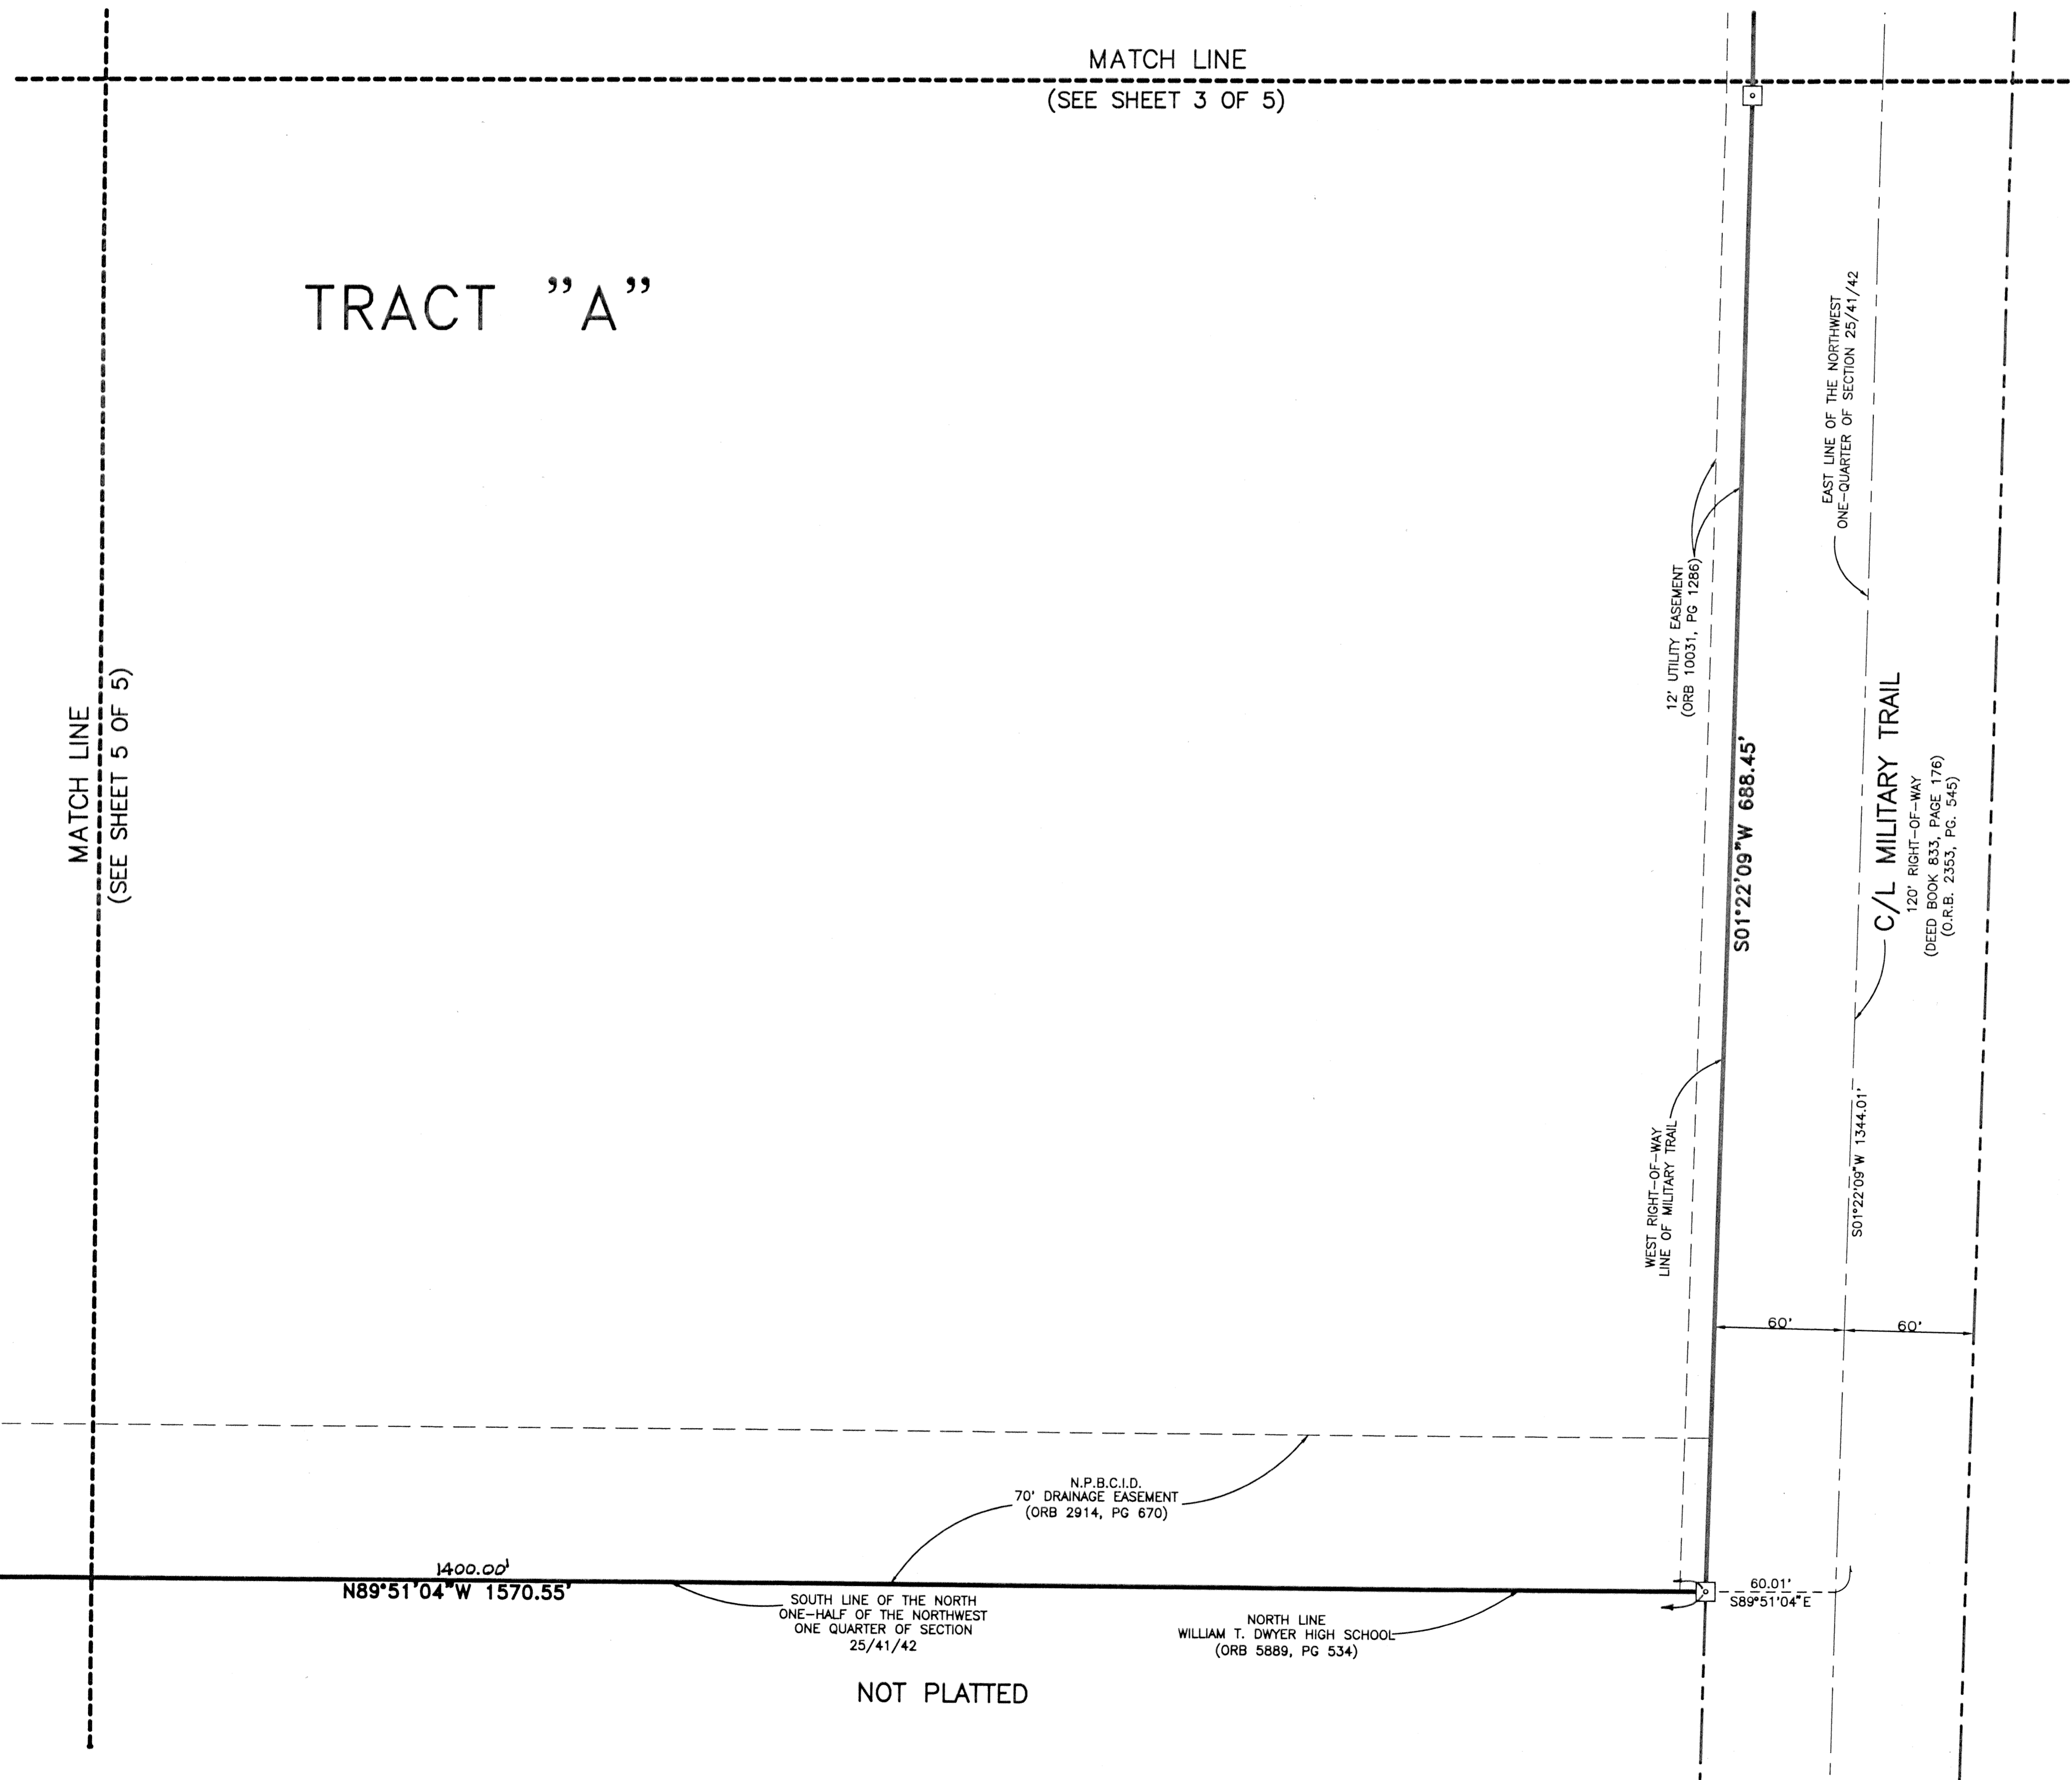 MATCH LINE
(SEE SHEET 3 OF 5)
TRACT "A"
EAST LINE OF THE NORTHWEST
ONE-QUARTER OF SECTION 25/41/42
12' UTILITY EASEMENT
(ORB 10031, PG 1286)
MATCH LINE
(SEE SHEET 5 OF 5)
S01°22'09"W 688.45'
C/L MILITARY TRAIL
120' RIGHT-OF-WAY
(DEED BOOK 833, PAGE 176)
(O.R.B. 2353, PG. 545)
WEST RIGHT-OF-WAY
LINE OF MILITARY TRAIL
S01°22'09"W 1344.01'
60'
60'
N.P.B.C.I.D.
70' DRAINAGE EASEMENT
(ORB 2914, PG 670)
1400.00'
N89°51'04"W 1570.55'
SOUTH LINE OF THE NORTH
ONE-HALF OF THE NORTHWEST
ONE QUARTER OF SECTION
25/41/42
NORTH LINE
WILLIAM T. DWYER HIGH SCHOOL
(ORB 5889, PG 534)
60.01'
S89°51'04"E
NOT PLATTED